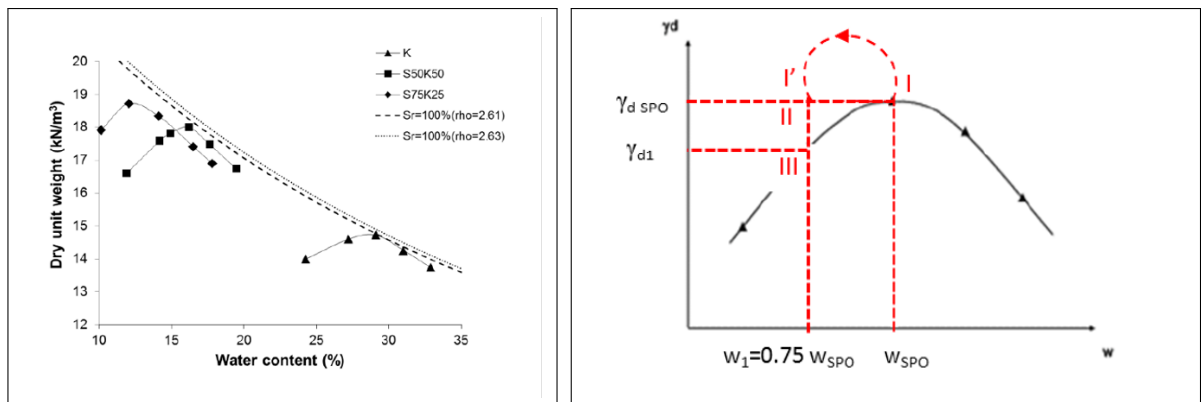 K
S50K50
S75K25
Sr=100%(rho=2.61)
Sr=100%(rho=2.63)
Dry unit weight (kN/m³)
20
19
18
17
16
15
14
13
12
10
15
20
25
30
35
Water content (%)
γd
I'
I
γd SPO
II
γd1
III
w1=0.75 wSPO
wSPO
w